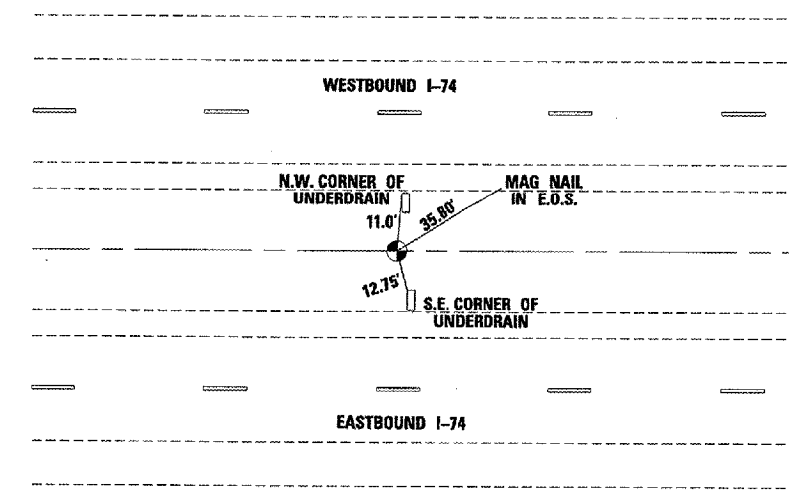 WESTBOUND I-74
N.W. CORNER OF
UNDERDRAIN
MAG NAIL
IN E.O.S.
11.0'
35.80'
12.75'
S.E. CORNER OF
UNDERDRAIN
EASTBOUND I-74